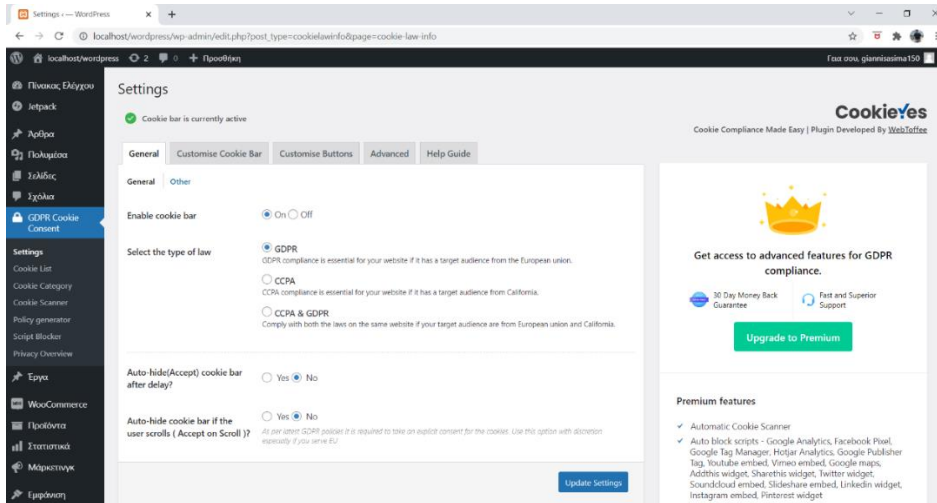 Settings ‹ — WordPress
localhost/wordpress/wp-admin/edit.php?post_type=cookielawinfo&page=cookie-law-info
localhost/wordpress 2 0 + Προσθήκη
Γεια σου, giannisasima150
Πίνακας Ελέγχου
Jetpack
Άρθρα
Πολυμέσα
Σελίδες
Σχόλια
GDPR Cookie
Consent
Settings
Cookie List
Cookie Category
Cookie Scanner
Policy generator
Script Blocker
Privacy Overview
Έργα
WooCommerce
Προϊόντα
Στατιστικά
Μάρκετινγκ
Εμφάνιση
Settings
Cookie bar is currently active
CookieYes
Cookie Compliance Made Easy | Plugin Developed By WebToffee
General Customise Cookie Bar Customise Buttons Advanced Help Guide
General Other
Enable cookie bar On Off
Select the type of law GDPR
GDPR compliance is essential for your website if it has a target audience from the European union.
CCPA
CCPA compliance is essential for your website if it has a target audience from California.
CCPA & GDPR
Comply with both the laws on the same website if your target audience are from European union and California.
Auto-hide(Accept) cookie bar
after delay?
Yes No
Auto-hide cookie bar if the
user scrolls ( Accept on Scroll )?
Yes No
As per latest GDPR policies it is required to take an explicit consent for the cookies. Use this option with discretion
especially if you serve EU
Update Settings
Get access to advanced features for GDPR
compliance.
30 Day Money Back
Guarantee
Fast and Superior
Support
Upgrade to Premium
Premium features
Automatic Cookie Scanner
Auto block scripts - Google Analytics, Facebook Pixel,
Google Tag Manager, Hotjar Analytics, Google Publisher
Tag, Youtube embed, Vimeo embed, Google maps,
Addthis widget, Sharethis widget, Twitter widget,
Soundcloud embed, Slideshare embed, Linkedin widget,
Instagram embed, Pinterest widget